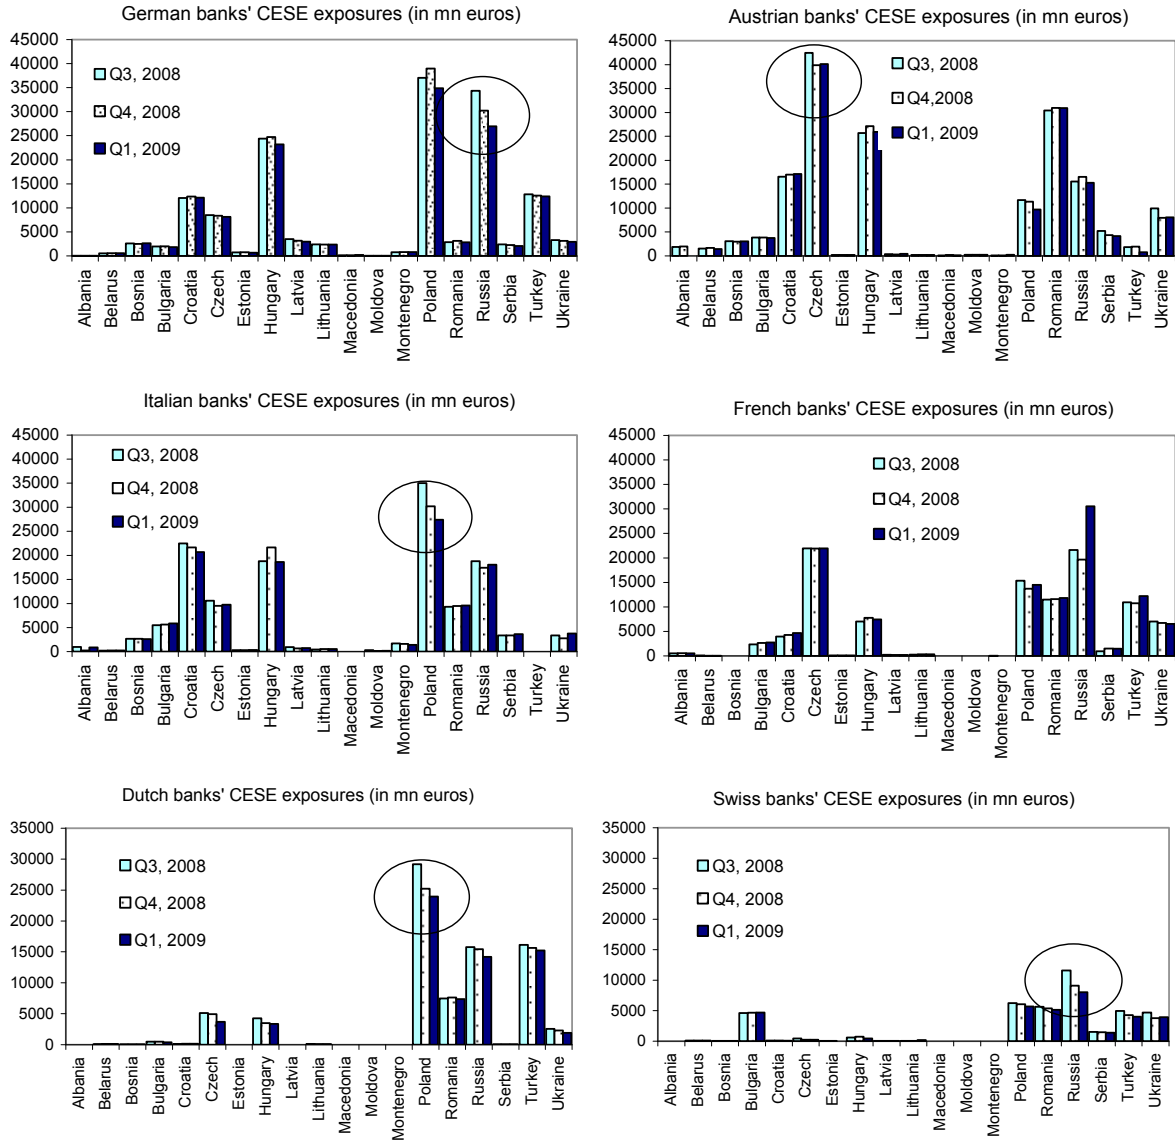 German banks' CESE exposures (in mn euros)
45000
40000
35000
30000
25000
20000
15000
10000
5000
0
Q3, 2008
Q4, 2008
Q1, 2009
Albania
Belarus
Bosnia
Bulgaria
Croatia
Czech
Estonia
Hungary
Latvia
Lithuania
Macedonia
Moldova
Montenegro
Poland
Romania
Russia
Serbia
Turkey
Ukraine
Austrian banks' CESE exposures (in mn euros)
45000
40000
35000
30000
25000
20000
15000
10000
5000
0
Q3, 2008
Q4,2008
Q1, 2009
Albania
Belarus
Bosnia
Bulgaria
Croatia
Czech
Estonia
Hungary
Latvia
Lithuania
Macedonia
Moldova
Montenegro
Poland
Romania
Russia
Serbia
Turkey
Ukraine
Italian banks' CESE exposures (in mn euros)
45000
40000
35000
30000
25000
20000
15000
10000
5000
0
Q3, 2008
Q4, 2008
Q1, 2009
Albania
Belarus
Bosnia
Bulgaria
Croatia
Czech
Estonia
Hungary
Latvia
Lithuania
Macedonia
Moldova
Montenegro
Poland
Romania
Russia
Serbia
Turkey
Ukraine
French banks' CESE exposures (in mn euros)
45000
40000
35000
30000
25000
20000
15000
10000
5000
0
Q3, 2008
Q4, 2008
Q1, 2009
Albania
Belarus
Bosnia
Bulgaria
Croatia
Czech
Estonia
Hungary
Latvia
Lithuania
Macedonia
Moldova
Montenegro
Poland
Romania
Russia
Serbia
Turkey
Ukraine
Dutch banks' CESE exposures (in mn euros)
35000
30000
25000
20000
15000
10000
5000
0
Q3, 2008
Q4, 2008
Q1, 2009
Albania
Belarus
Bosnia
Bulgaria
Croatia
Czech
Estonia
Hungary
Latvia
Lithuania
Macedonia
Moldova
Montenegro
Poland
Romania
Russia
Serbia
Turkey
Ukraine
Swiss banks' CESE exposures (in mn euros)
35000
30000
25000
20000
15000
10000
5000
0
Q3, 2008
Q4, 2008
Q1, 2009
Albania
Belarus
Bosnia
Bulgaria
Croatia
Czech
Estonia
Hungary
Latvia
Lithuania
Macedonia
Moldova
Montenegro
Poland
Romania
Russia
Serbia
Turkey
Ukraine